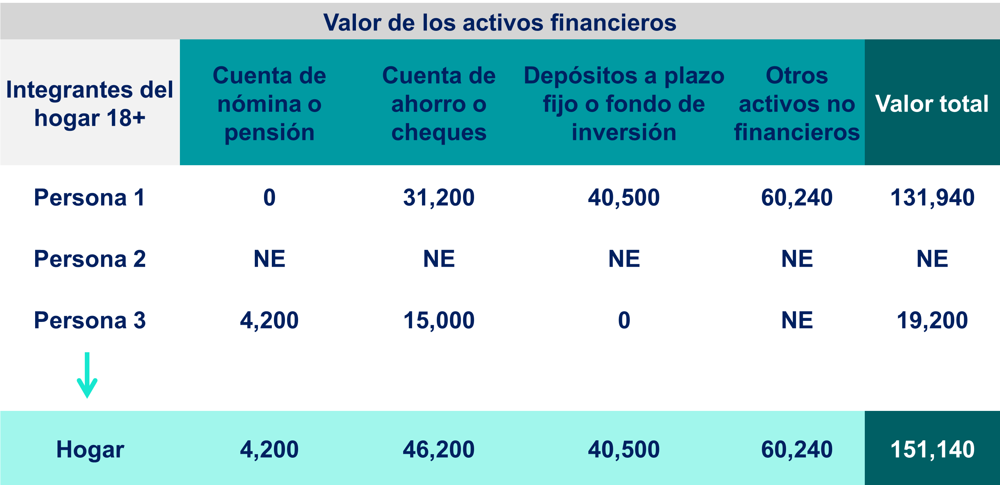 Valor de los activos financieros
Integrantes del
hogar 18+
Cuenta de
nómina o
pensión
Cuenta de
ahorro o
cheques
Depósitos a plazo
fijo o fondo de
inversión
Otros
activos no
financieros
Valor total
Persona 1 0 31,200 40,500 60,240 131,940
Persona 2 NE NE NE NE NE
Persona 3 4,200 15,000 0 NE 19,200
Hogar 4,200 46,200 40,500 60,240 151,140